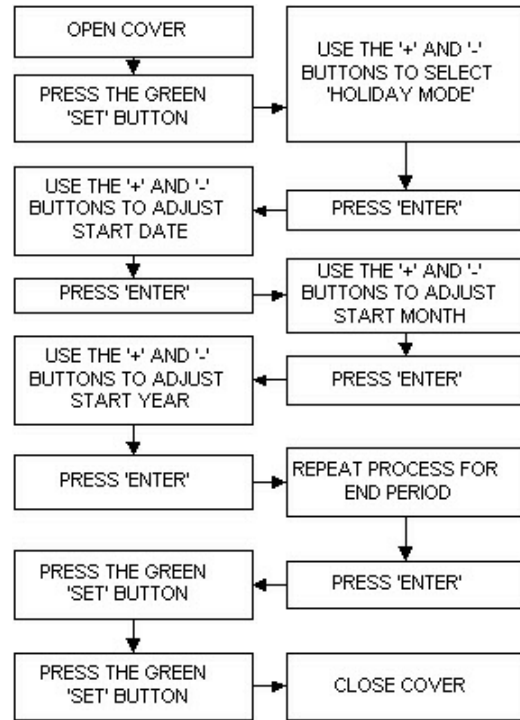 OPEN COVER
PRESS THE GREEN
'SET' BUTTON
USE THE '+' AND '-'
BUTTONS TO SELECT
'HOLIDAY MODE'
PRESS 'ENTER'
USE THE '+' AND '-'
BUTTONS TO ADJUST
START DATE
PRESS 'ENTER'
USE THE '+' AND '-'
BUTTONS TO ADJUST
START MONTH
PRESS 'ENTER'
USE THE '+' AND '-'
BUTTONS TO ADJUST
START YEAR
PRESS 'ENTER'
REPEAT PROCESS FOR
END PERIOD
PRESS 'ENTER'
PRESS THE GREEN
'SET' BUTTON
PRESS THE GREEN
'SET' BUTTON
CLOSE COVER